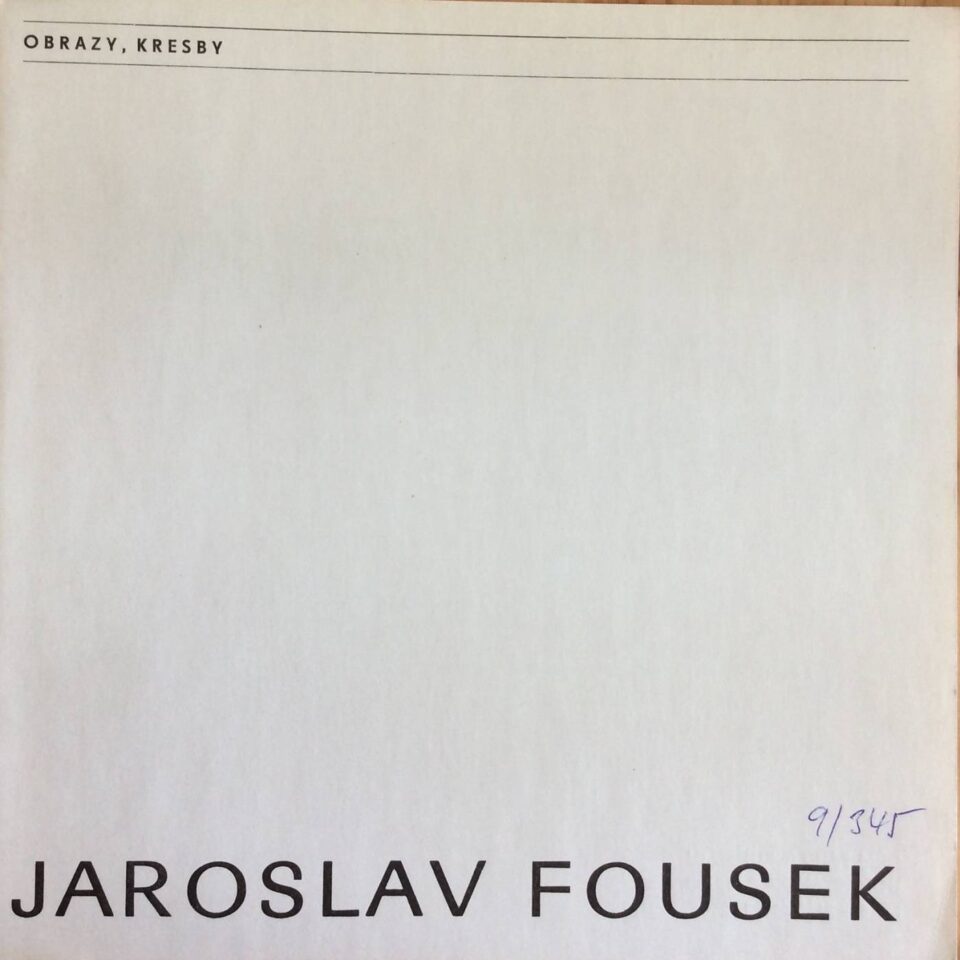 OBRAZY, KRESBY
9/345
JAROSLAV FOUSEK